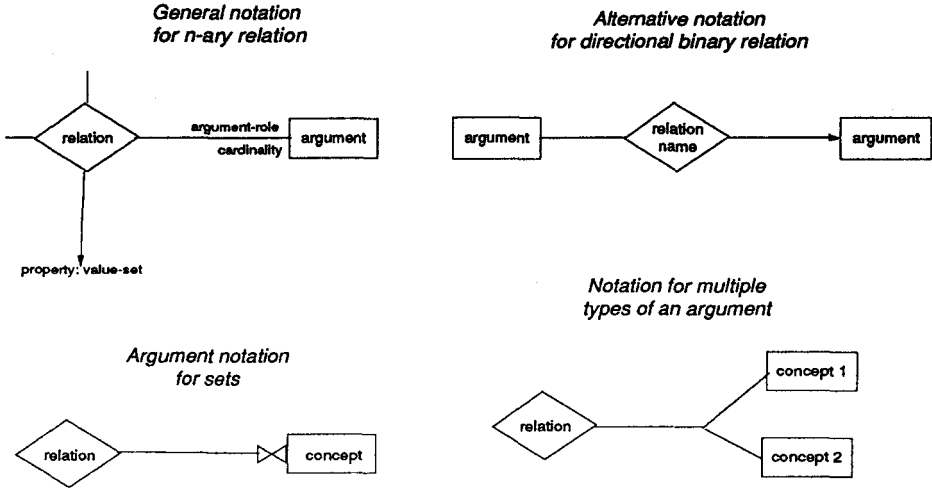 General notation
for n-ary relation
relation
argument-role
cardinality
argument
property: value-set
Alternative notation
for directional binary relation
argument
relation
name
argument
Argument notation
for sets
relation
concept
Notation for multiple
types of an argument
relation
concept 1
concept 2